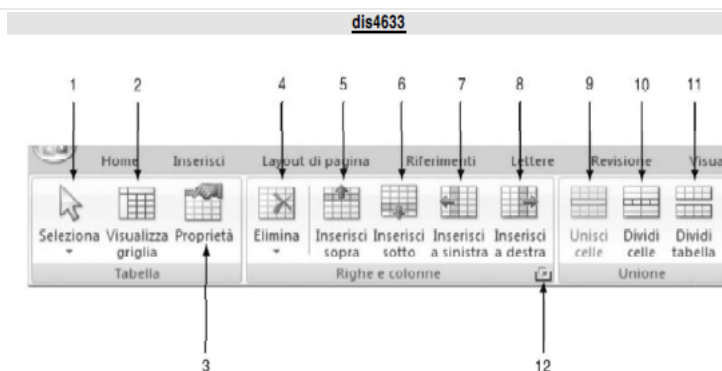 dis4633
1 2 4 5 6 7 8 9 10 11
Home Inserisci Layout di pagina Riferimenti Lettere Revisione Visua
Seleziona Visualizza griglia Proprietà Elimina Inserisci sopra Inserisci sotto Inserisci a sinistra Inserisci a destra Unisci celle Dividi celle Dividi tabella
Tabella Righe e colonne Unione
3 12